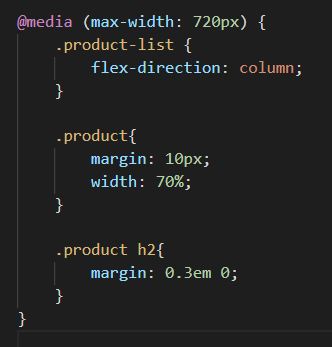 @media (max-width: 720px) {
    .product-list {
        flex-direction: column;
    }

    .product{
        margin: 10px;
        width: 70%;
    }

    .product h2{
        margin: 0.3em 0;
    }
}